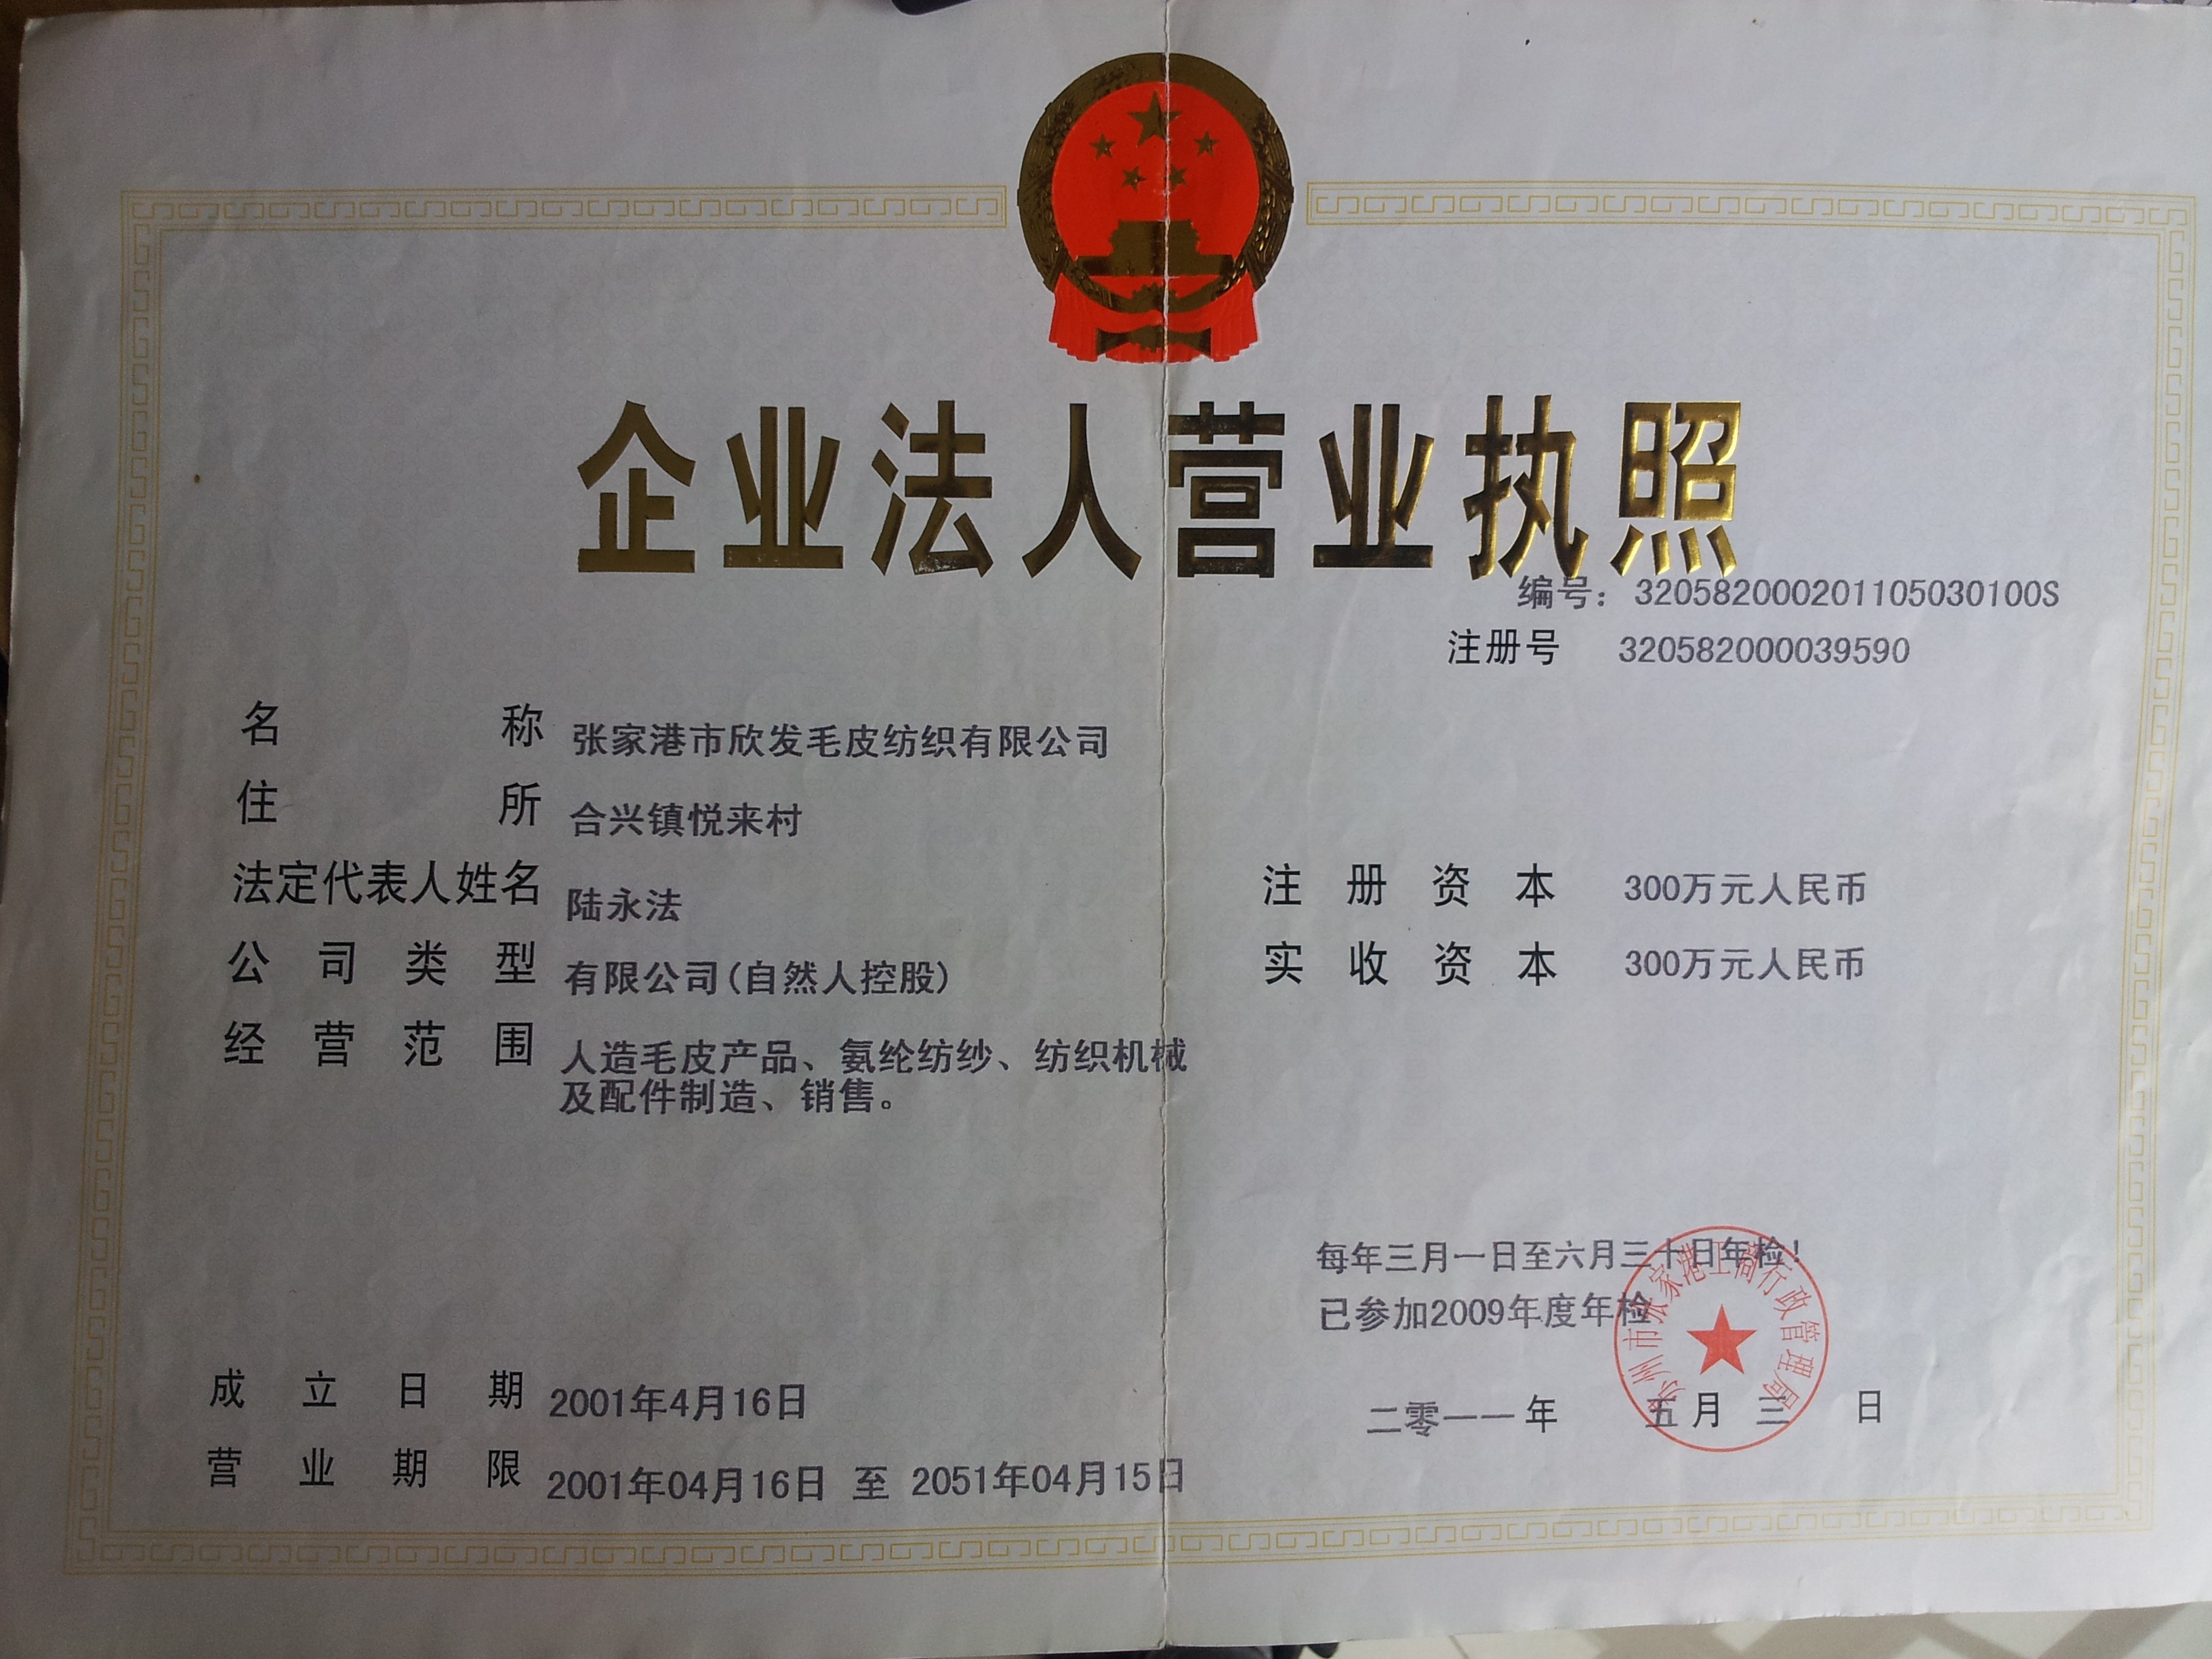 企业法人营业执照
编号：320582000201105030100S
注册号 320582000039590
名称 张家港市欣发毛皮纺织有限公司
住所 合兴镇悦来村
法定代表人姓名 陆永法
注册资本 300万元人民币
公司类型 有限公司(自然人控股)
实收资本 300万元人民币
经营范围 人造毛皮产品、氨纶纺纱、纺织机械
及配件制造、销售。
每年三月一日至六月三十日年检!
已参加2009年度年检
苏州市张家港工商行政管理局
成立日期 2001年4月16日
二零一一年 五月 三 日
营业期限 2001年04月16日 至 2051年04月15日